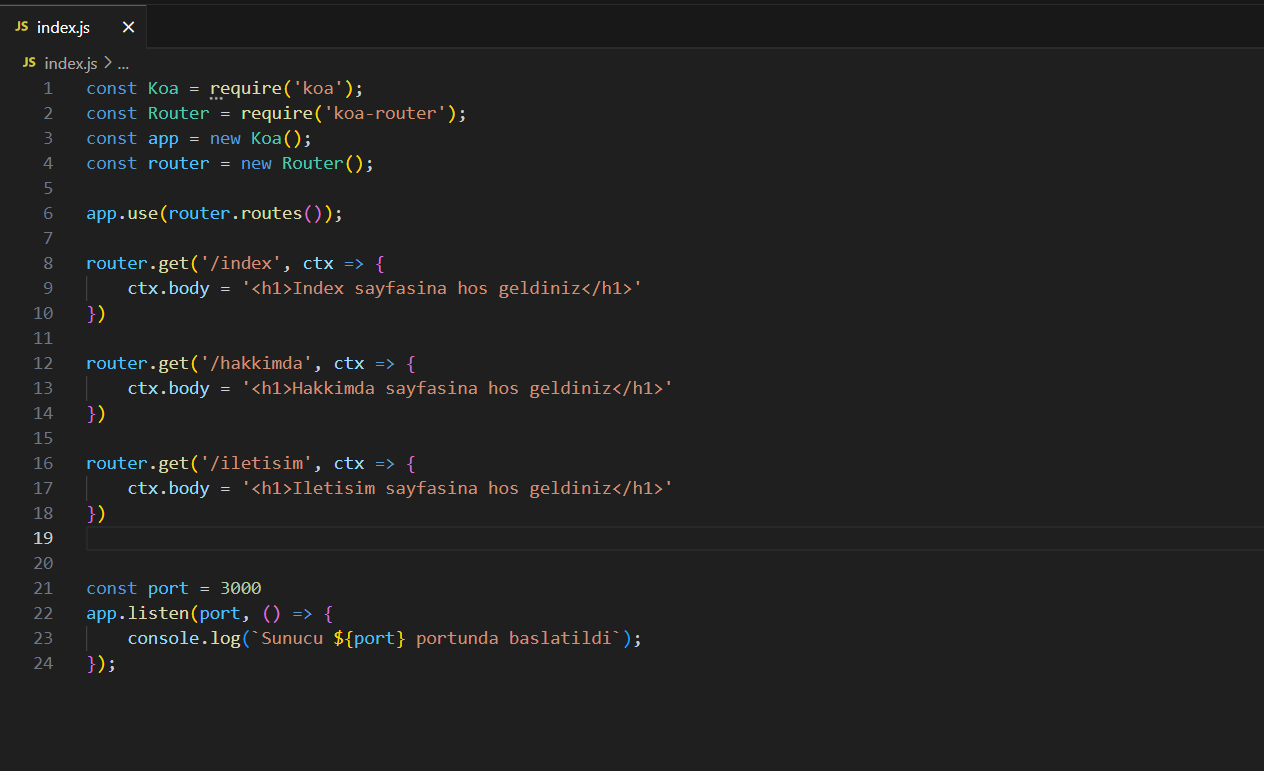 JS index.js ×
JS index.js > ...
1 const Koa = require('koa');
2 const Router = require('koa-router');
3 const app = new Koa();
4 const router = new Router();
5
6 app.use(router.routes());
7
8 router.get('/index', ctx => {
9     ctx.body = '<h1>Index sayfasina hos geldiniz</h1>'
10 })
11
12 router.get('/hakkimda', ctx => {
13     ctx.body = '<h1>Hakkimda sayfasina hos geldiniz</h1>'
14 })
15
16 router.get('/iletisim', ctx => {
17     ctx.body = '<h1>Iletisim sayfasina hos geldiniz</h1>'
18 })
19
20
21 const port = 3000
22 app.listen(port, () => {
23     console.log(`Sunucu ${port} portunda baslatildi`);
24 });